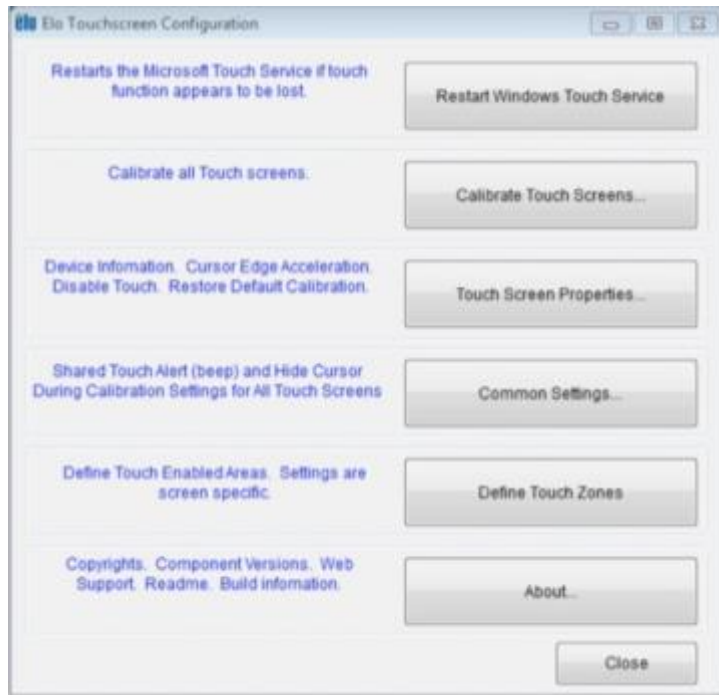 elo Elo Touchscreen Configuration
Restarts the Microsoft Touch Service if touch
function appears to be lost.
Restart Windows Touch Service
Calibrate all Touch screens.
Calibrate Touch Screens...
Device Infomation. Cursor Edge Acceleration.
Disable Touch. Restore Default Calibration.
Touch Screen Properties...
Shared Touch Alert (beep) and Hide Cursor
During Calibration Settings for All Touch Screens
Common Settings...
Define Touch Enabled Areas. Settings are
screen specific.
Define Touch Zones
Copyrights. Component Versions. Web
Support. Readme. Build infomation.
About...
Close